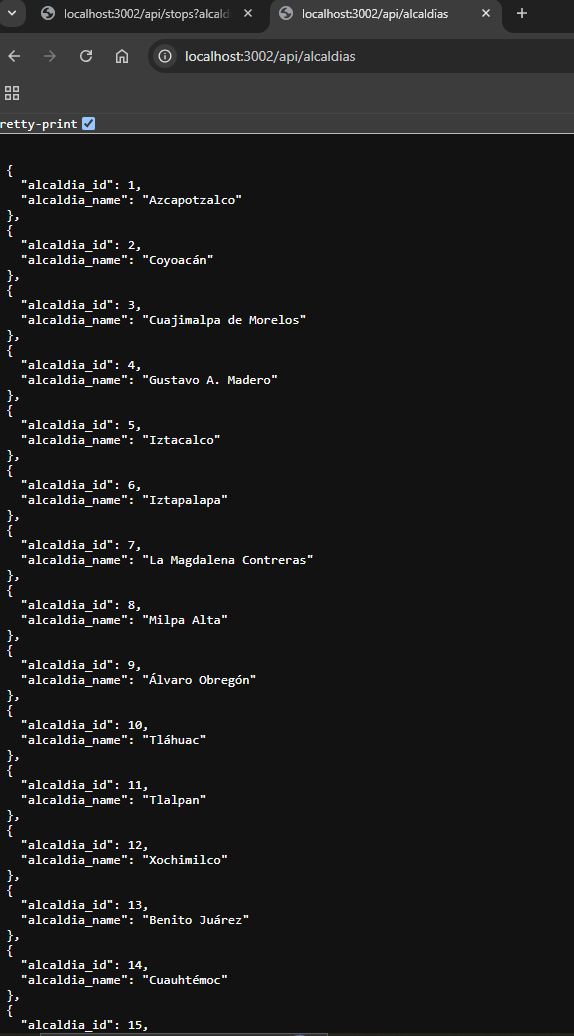 localhost:3002/api/stops?alcald
localhost:3002/api/alcaldias
localhost:3002/api/alcaldias
retty-print
{
"alcaldia_id": 1,
"alcaldia_name": "Azcapotzalco"
},
{
"alcaldia_id": 2,
"alcaldia_name": "Coyoacán"
},
{
"alcaldia_id": 3,
"alcaldia_name": "Cuajimalpa de Morelos"
},
{
"alcaldia_id": 4,
"alcaldia_name": "Gustavo A. Madero"
},
{
"alcaldia_id": 5,
"alcaldia_name": "Iztacalco"
},
{
"alcaldia_id": 6,
"alcaldia_name": "Iztapalapa"
},
{
"alcaldia_id": 7,
"alcaldia_name": "La Magdalena Contreras"
},
{
"alcaldia_id": 8,
"alcaldia_name": "Milpa Alta"
},
{
"alcaldia_id": 9,
"alcaldia_name": "Álvaro Obregón"
},
{
"alcaldia_id": 10,
"alcaldia_name": "Tláhuac"
},
{
"alcaldia_id": 11,
"alcaldia_name": "Tlalpan"
},
{
"alcaldia_id": 12,
"alcaldia_name": "Xochimilco"
},
{
"alcaldia_id": 13,
"alcaldia_name": "Benito Juárez"
},
{
"alcaldia_id": 14,
"alcaldia_name": "Cuauhtémoc"
},
{
"alcaldia_id": 15,